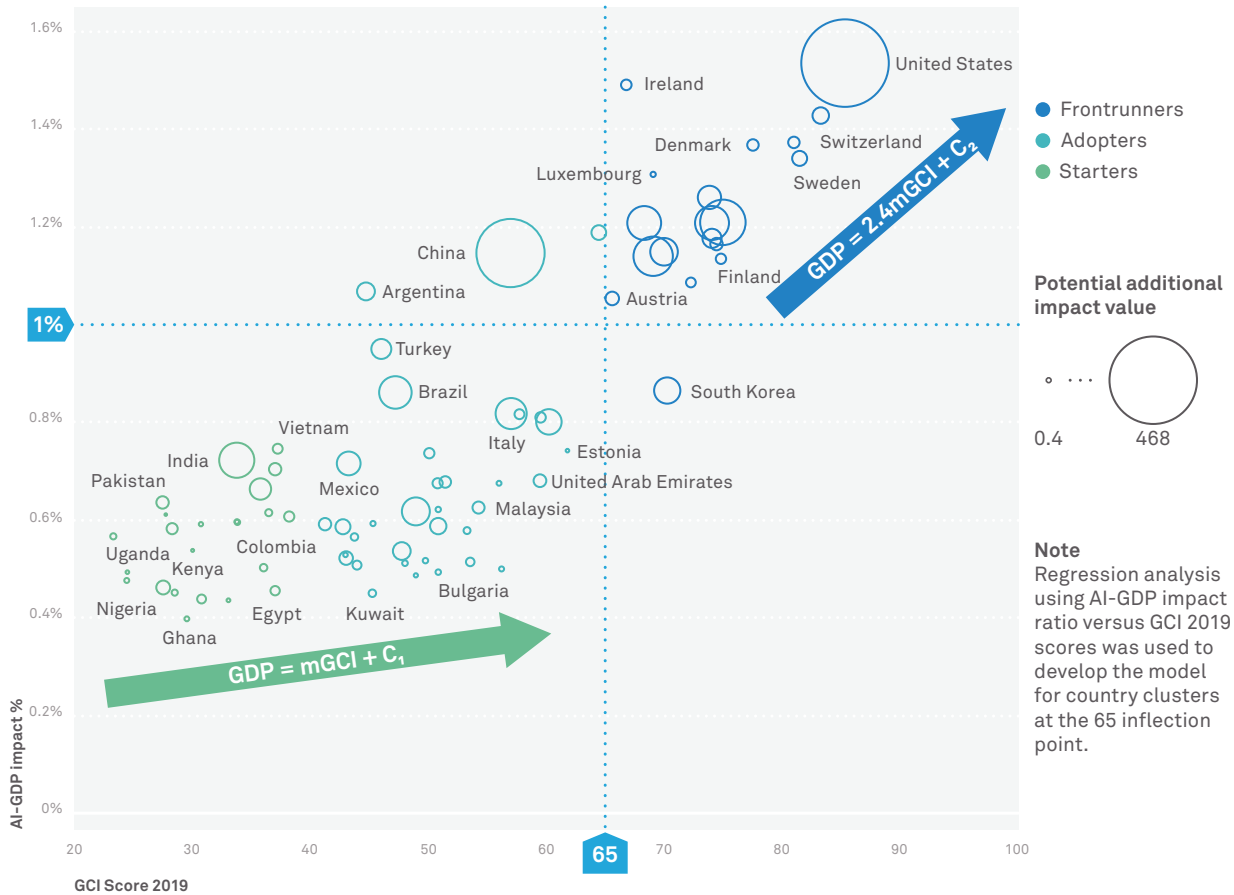 1.6%
1.4%
1.2%
1%
0.8%
0.6%
0.4%
0.2%
0%
AI-GDP impact %
20
30
40
50
60
65
70
80
90
100
GCI Score 2019
United States
Ireland
Switzerland
Denmark
Luxembourg
Sweden
China
Finland
Argentina
Austria
Turkey
Brazil
South Korea
Vietnam
Italy
Estonia
India
Pakistan
Mexico
United Arab Emirates
Malaysia
Uganda
Colombia
Kenya
Bulgaria
Nigeria
Egypt
Kuwait
Ghana
GDP = mGCI + C₁
GDP = 2.4mGCI + C₂
Frontrunners
Adopters
Starters
Potential additional
impact value
0.4
468
Note
Regression analysis
using AI-GDP impact
ratio versus GCI 2019
scores was used to
develop the model
for country clusters
at the 65 inflection
point.